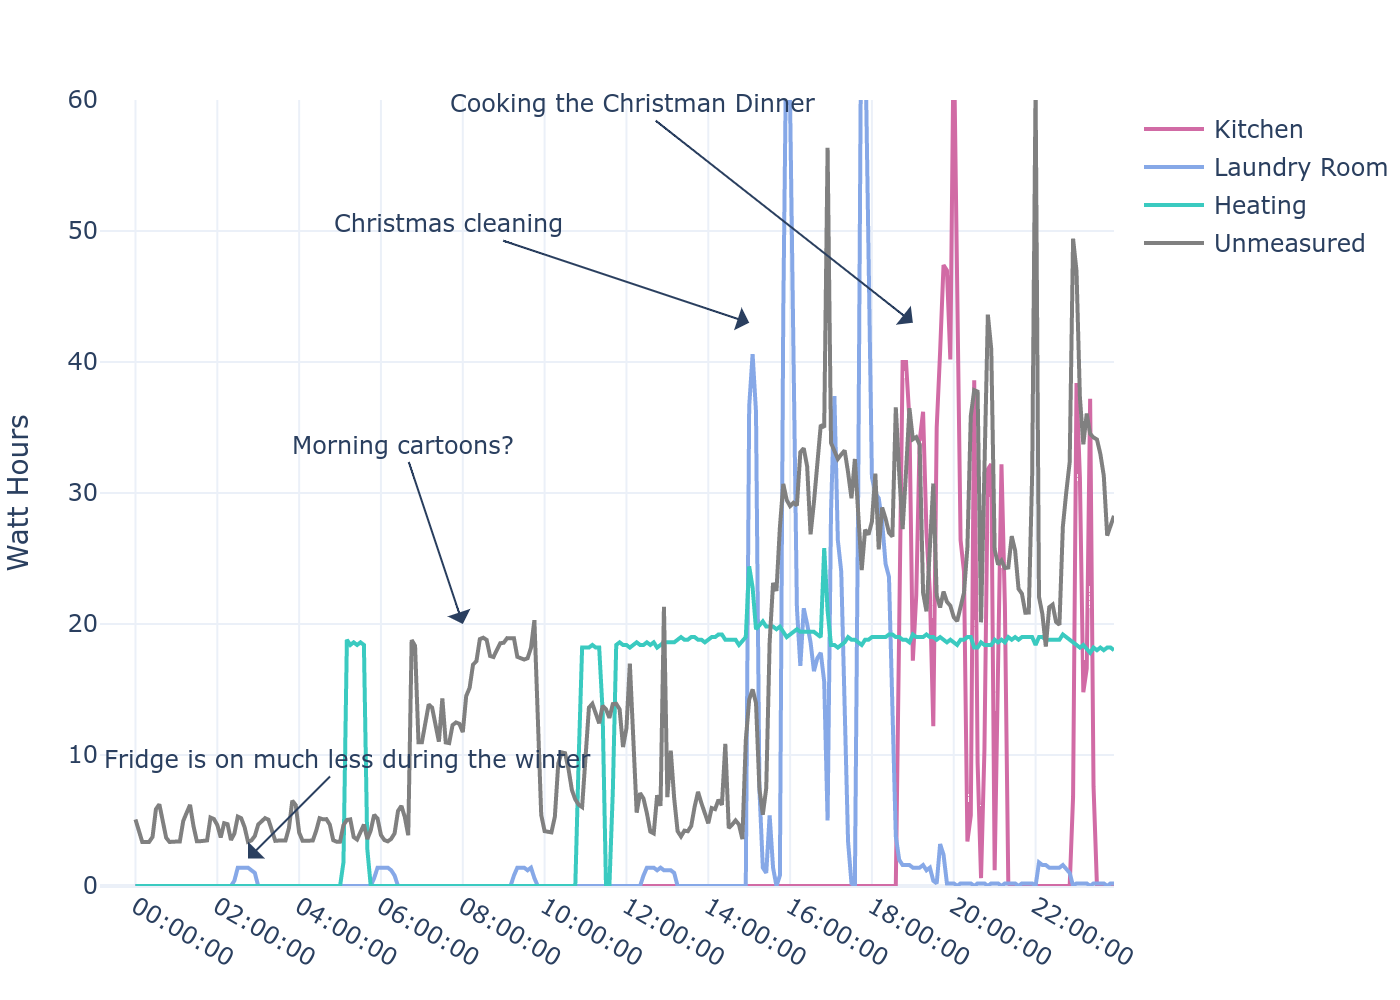 Cooking the Christman Dinner
Christmas cleaning
Morning cartoons?
Fridge is on much less during the winter
Watt Hours
60
50
40
30
20
10
0
00:00:00
02:00:00
04:00:00
06:00:00
08:00:00
10:00:00
12:00:00
14:00:00
16:00:00
18:00:00
20:00:00
22:00:00
Kitchen
Laundry Room
Heating
Unmeasured